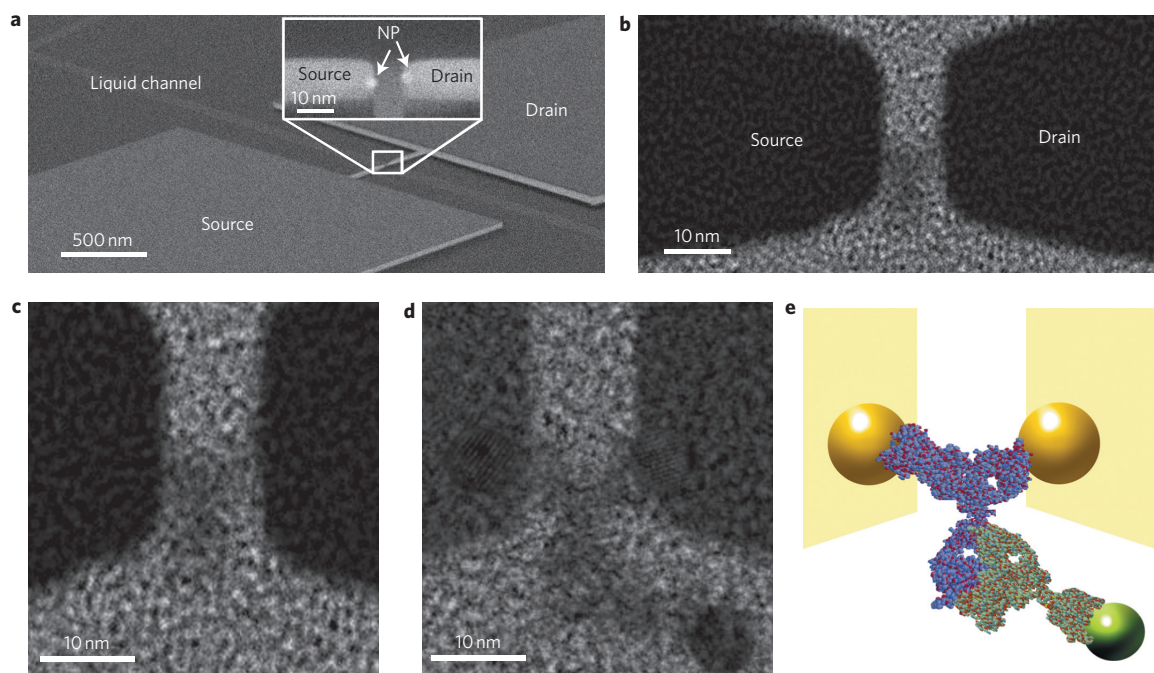 a
NP
Source
Drain
10 nm
Liquid channel
Drain
Source
500 nm
b
Source
Drain
10 nm
c
10 nm
d
10 nm
e